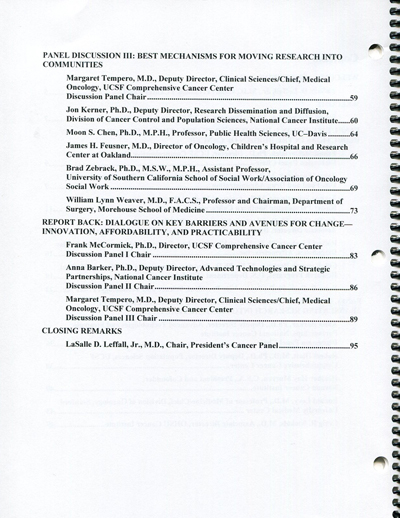 PANEL DISCUSSION III: BEST MECHANISMS FOR MOVING RESEARCH INTO
COMMUNITIES
Margaret Tempero, M.D., Deputy Director, Clinical Sciences/Chief, Medical
Oncology, UCSF Comprehensive Cancer Center
Discussion Panel Chair....................59
Jon Kerner, Ph.D., Deputy Director, Research Dissemination and Diffusion,
Division of Cancer Control and Population Sciences, National Cancer Institute......60
Moon S. Chen, Ph.D., M.P.H., Professor, Public Health Sciences, UC–Davis..........64
James H. Feusner, M.D., Director of Oncology, Children's Hospital and Research
Center at Oakland....................66
Brad Zebrack, Ph.D., M.S.W., M.P.H., Assistant Professor,
University of Southern California School of Social Work/Association of Oncology
Social Work....................69
William Lynn Weaver, M.D., F.A.C.S., Professor and Chairman, Department of
Surgery, Morehouse School of Medicine....................73
REPORT BACK: DIALOGUE ON KEY BARRIERS AND AVENUES FOR CHANGE—
INNOVATION, AFFORDABILITY, AND PRACTICABILITY
Frank McCormick, Ph.D., Director, UCSF Comprehensive Cancer Center
Discussion Panel I Chair....................83
Anna Barker, Ph.D., Deputy Director, Advanced Technologies and Strategic
Partnerships, National Cancer Institute
Discussion Panel II Chair....................86
Margaret Tempero, M.D., Deputy Director, Clinical Sciences/Chief, Medical
Oncology, UCSF Comprehensive Cancer Center
Discussion Panel III Chair....................89
CLOSING REMARKS
LaSalle D. Leffall, Jr., M.D., Chair, President's Cancer Panel....................95